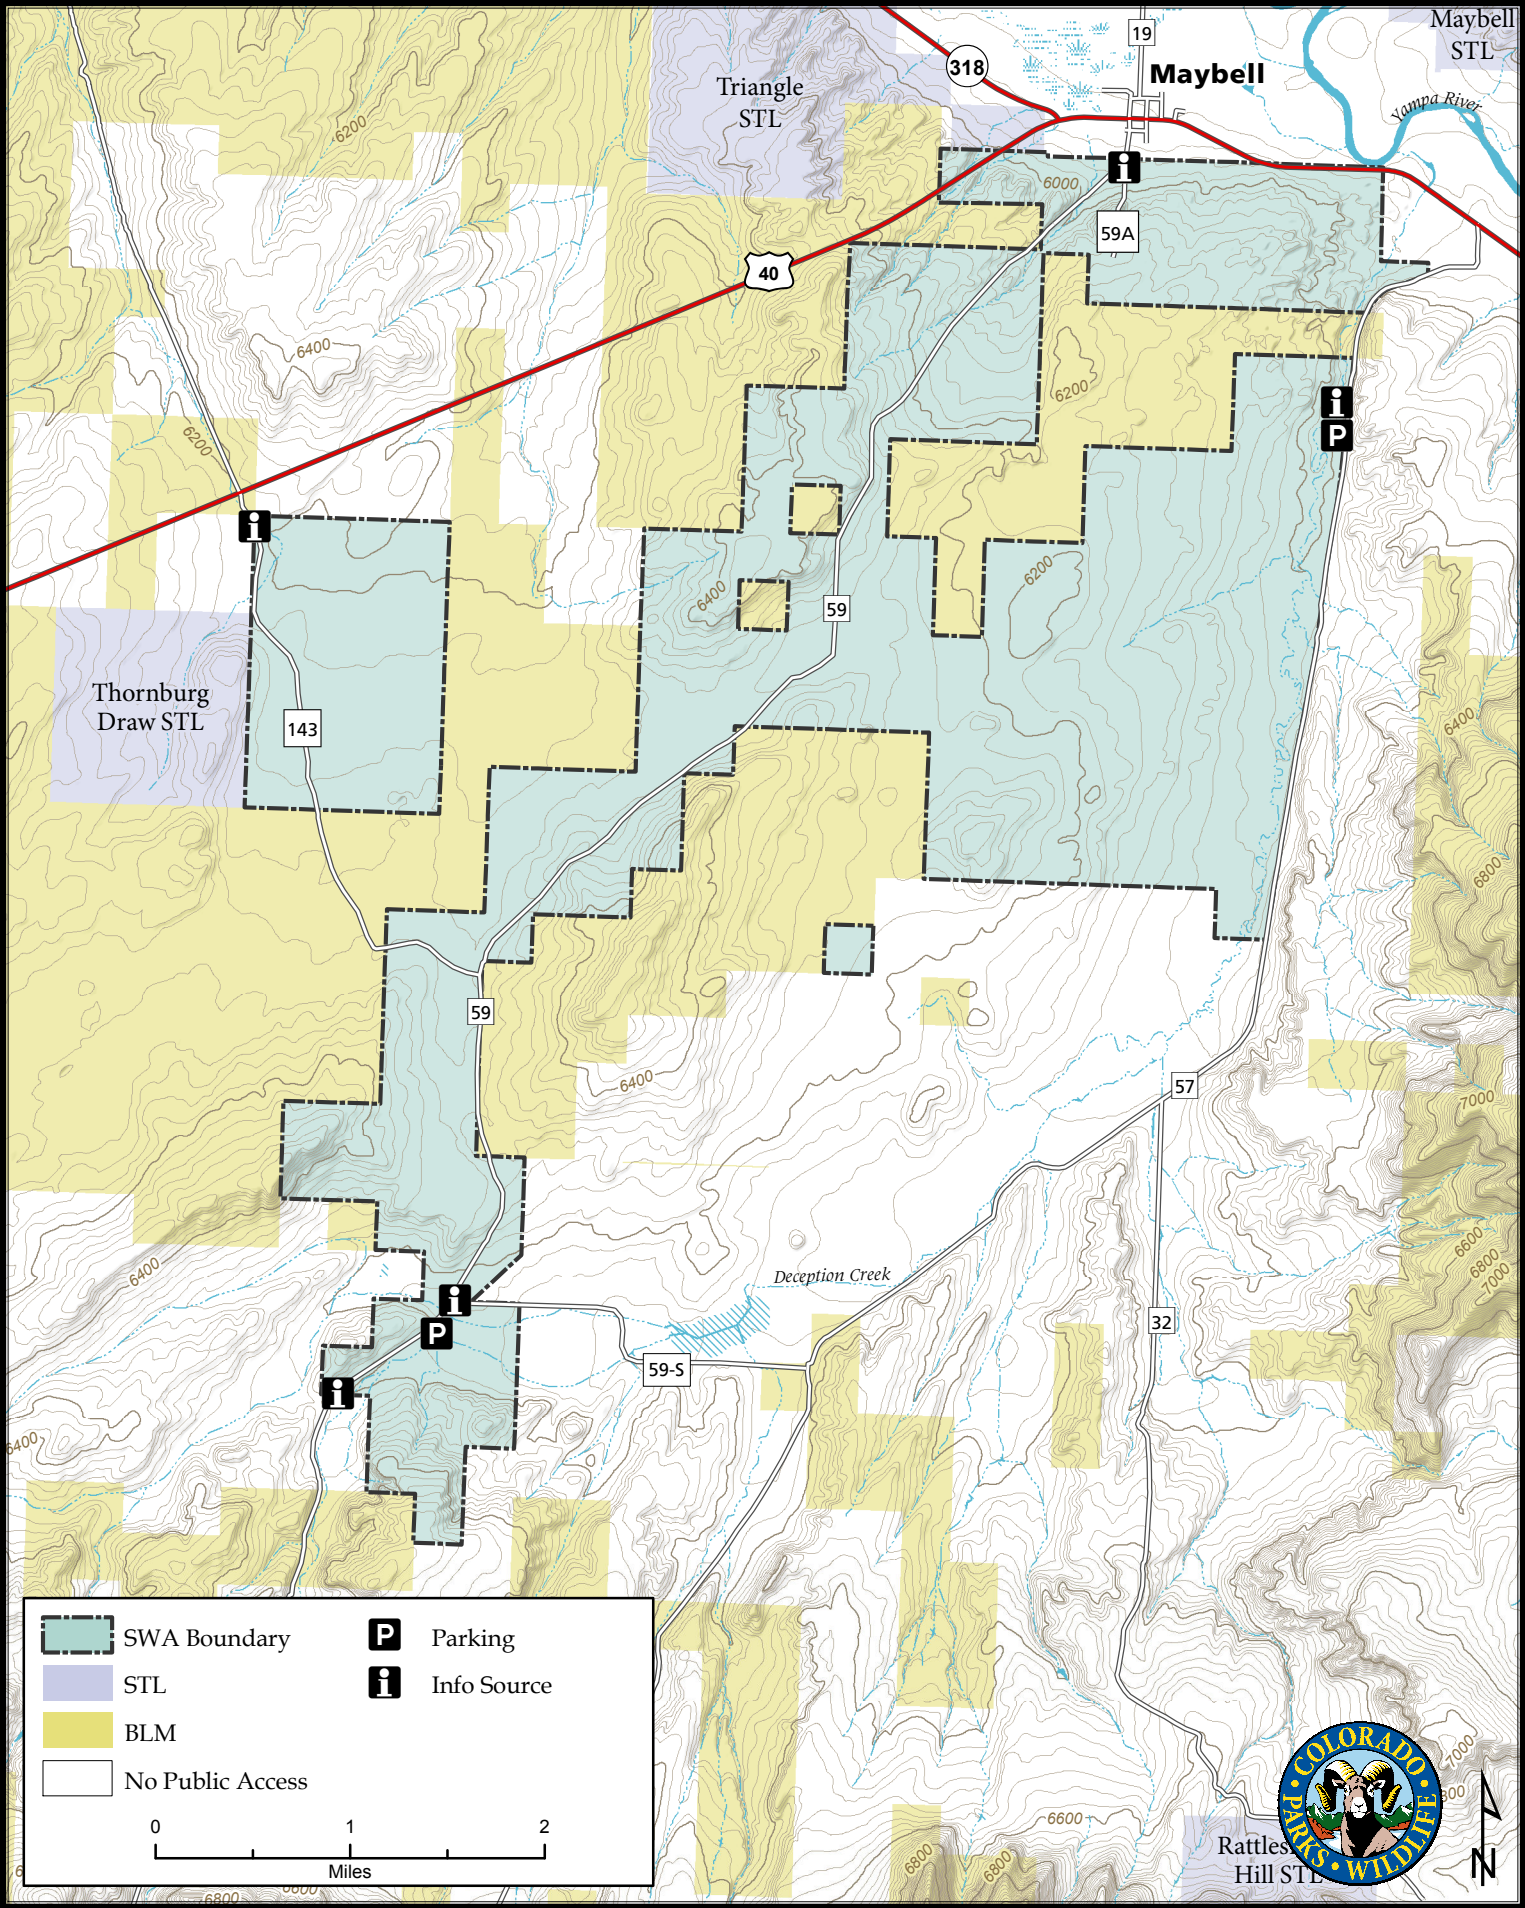 Maybell
STL
19
318
Maybell
Triangle
STL
Yampa River
6200
6000
59A
40
6400
6200
6200
6200
6400
59
Thornburg
Draw STL
143
6400
6800
59
6400
57
7000
6600
6800
7000
6400
Deception Creek
32
59-S
6400
SWA Boundary
P Parking
STL
i Info Source
BLM
No Public Access
0 1 2
Miles
7000
6600
6800
6800
6800
6600
COLORADO
PARKS • WILDLIFE
Hill STL
N
i
i
P
i
i
P
i